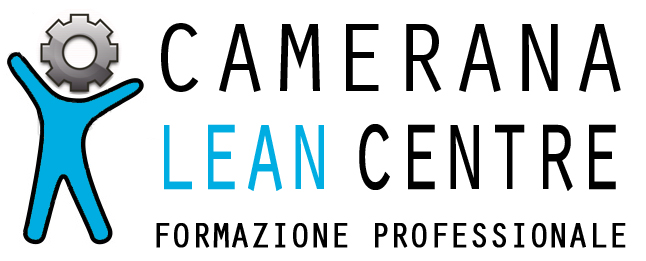 CAMERANA
LEAN CENTRE
FORMAZIONE PROFESSIONALE